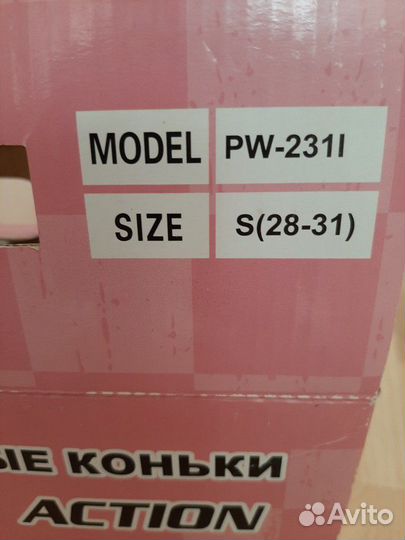 MODEL PW-231I
SIZE S(28-31)
ЫЕ КОНЬКИ
ACTION
Avito